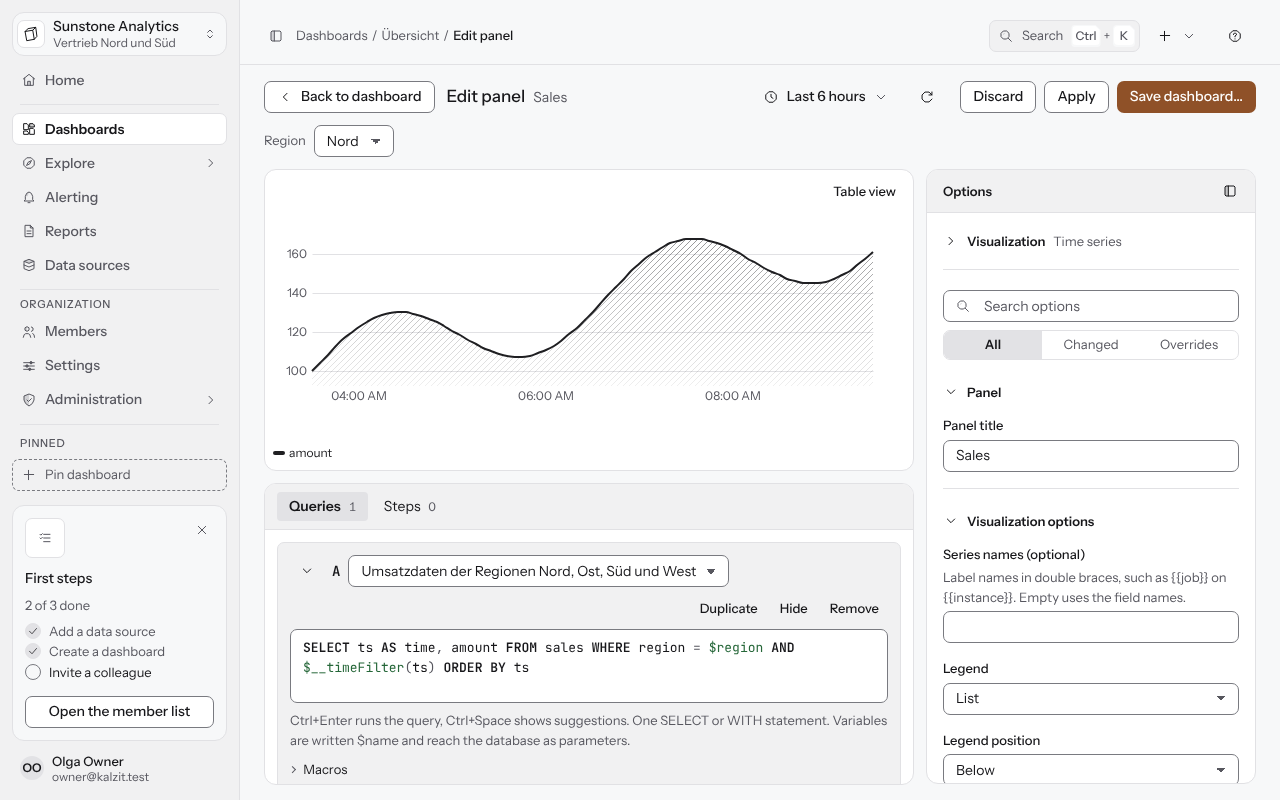 Sunstone Analytics
Vertrieb Nord und Süd
Home
Dashboards
Explore
Alerting
Reports
Data sources
ORGANIZATION
Members
Settings
Administration
PINNED
Pin dashboard
First steps
2 of 3 done
Add a data source
Create a dashboard
Invite a colleague
Open the member list
OO
Olga Owner
owner@kalzit.test
Dashboards / Übersicht / Edit panel
Search Ctrl + K
Back to dashboard
Edit panel Sales
Last 6 hours
Discard
Apply
Save dashboard...
Region
Nord
Table view
160
140
120
100
04:00 AM
06:00 AM
08:00 AM
amount
Queries 1
Steps 0
A
Umsatzdaten der Regionen Nord, Ost, Süd und West
Duplicate
Hide
Remove
SELECT ts AS time, amount FROM sales WHERE region = $region AND
$__timeFilter(ts) ORDER BY ts
Ctrl+Enter runs the query, Ctrl+Space shows suggestions. One SELECT or WITH statement. Variables
are written $name and reach the database as parameters.
Macros
Options
Visualization Time series
Search options
All
Changed
Overrides
Panel
Panel title
Sales
Visualization options
Series names (optional)
Label names in double braces, such as {{job}} on
{{instance}}. Empty uses the field names.
Legend
List
Legend position
Below